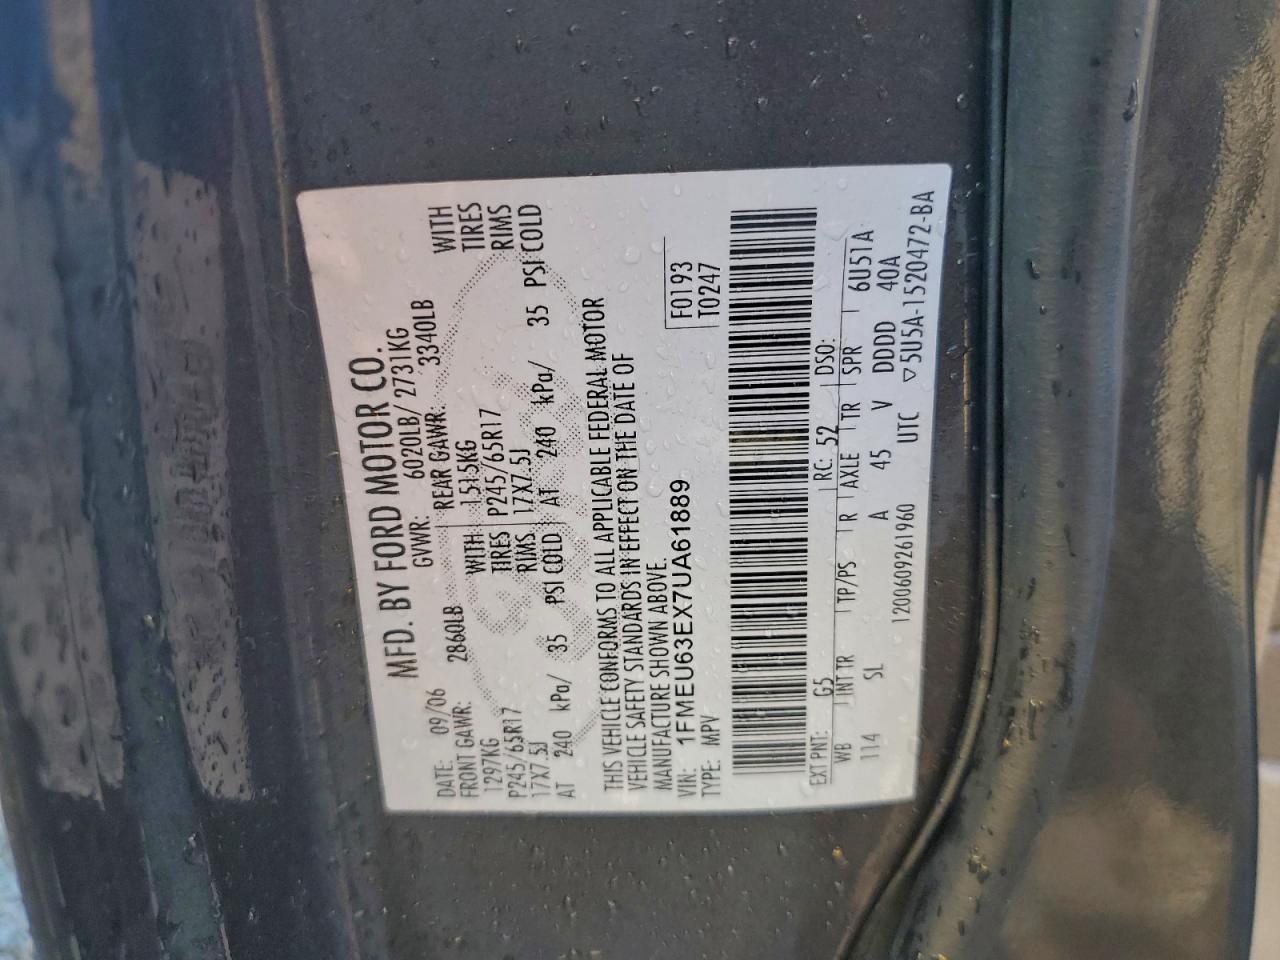 MFD. BY FORD MOTOR CO.
DATE: 09/06 GVWR: 6020LB/ 2731KG
FRONT GAWR: 2860LB REAR GAWR: 3340LB
1297KG WITH 1515KG WITH
P245/65R17 TIRES P245/65R17 TIRES
17X7.5J RIMS 17X7.5J RIMS
AT 240 kPa/ 35 PSI COLD AT 240 kPa/ 35 PSI COLD
THIS VEHICLE CONFORMS TO ALL APPLICABLE FEDERAL MOTOR
VEHICLE SAFETY STANDARDS IN EFFECT ON THE DATE OF
MANUFACTURE SHOWN ABOVE.
VIN: 1FMEU63EX7UA61889 F0193
TYPE: MPV T0247
EXT PNT: G5 RC: 52 DSO:
WB INT TR TP/PS R AXLE TR SPR 6U51A
114 SL A 45 V DDDD 40A
1200609261960 UTC ▽5U5A-1520472-BA